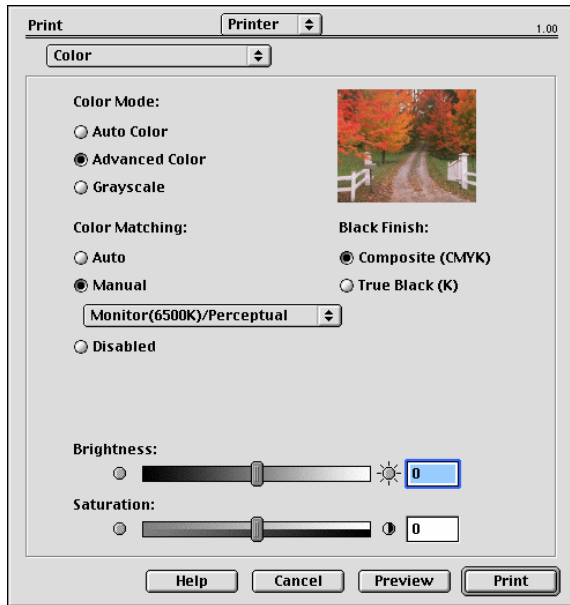 Print Printer 1.00
Color
Color Mode:
Auto Color
Advanced Color
Grayscale
Color Matching: Black Finish:
Auto Composite (CMYK)
Manual True Black (K)
Monitor(6500K)/Perceptual
Disabled
Brightness:
0
Saturation:
0
Help Cancel Preview Print